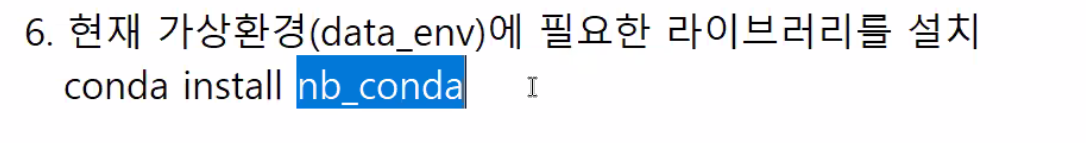 6. 현재 가상환경(data_env)에 필요한 라이브러리를 설치
conda install nb_conda